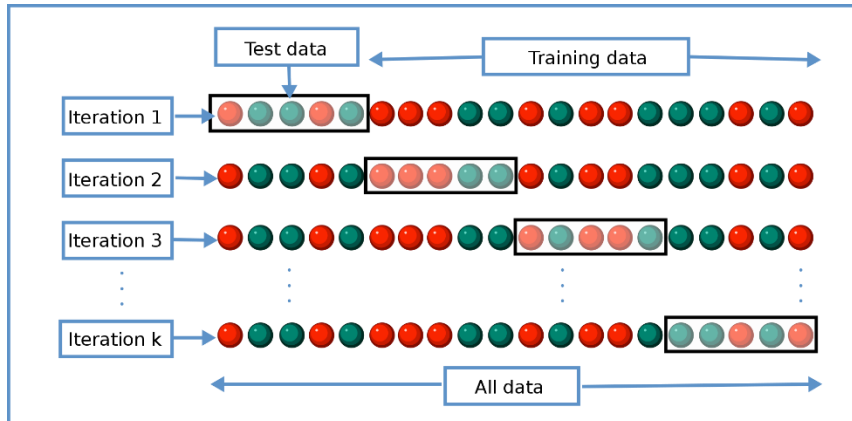 Test data
Training data
Iteration 1
Iteration 2
Iteration 3
Iteration k
All data